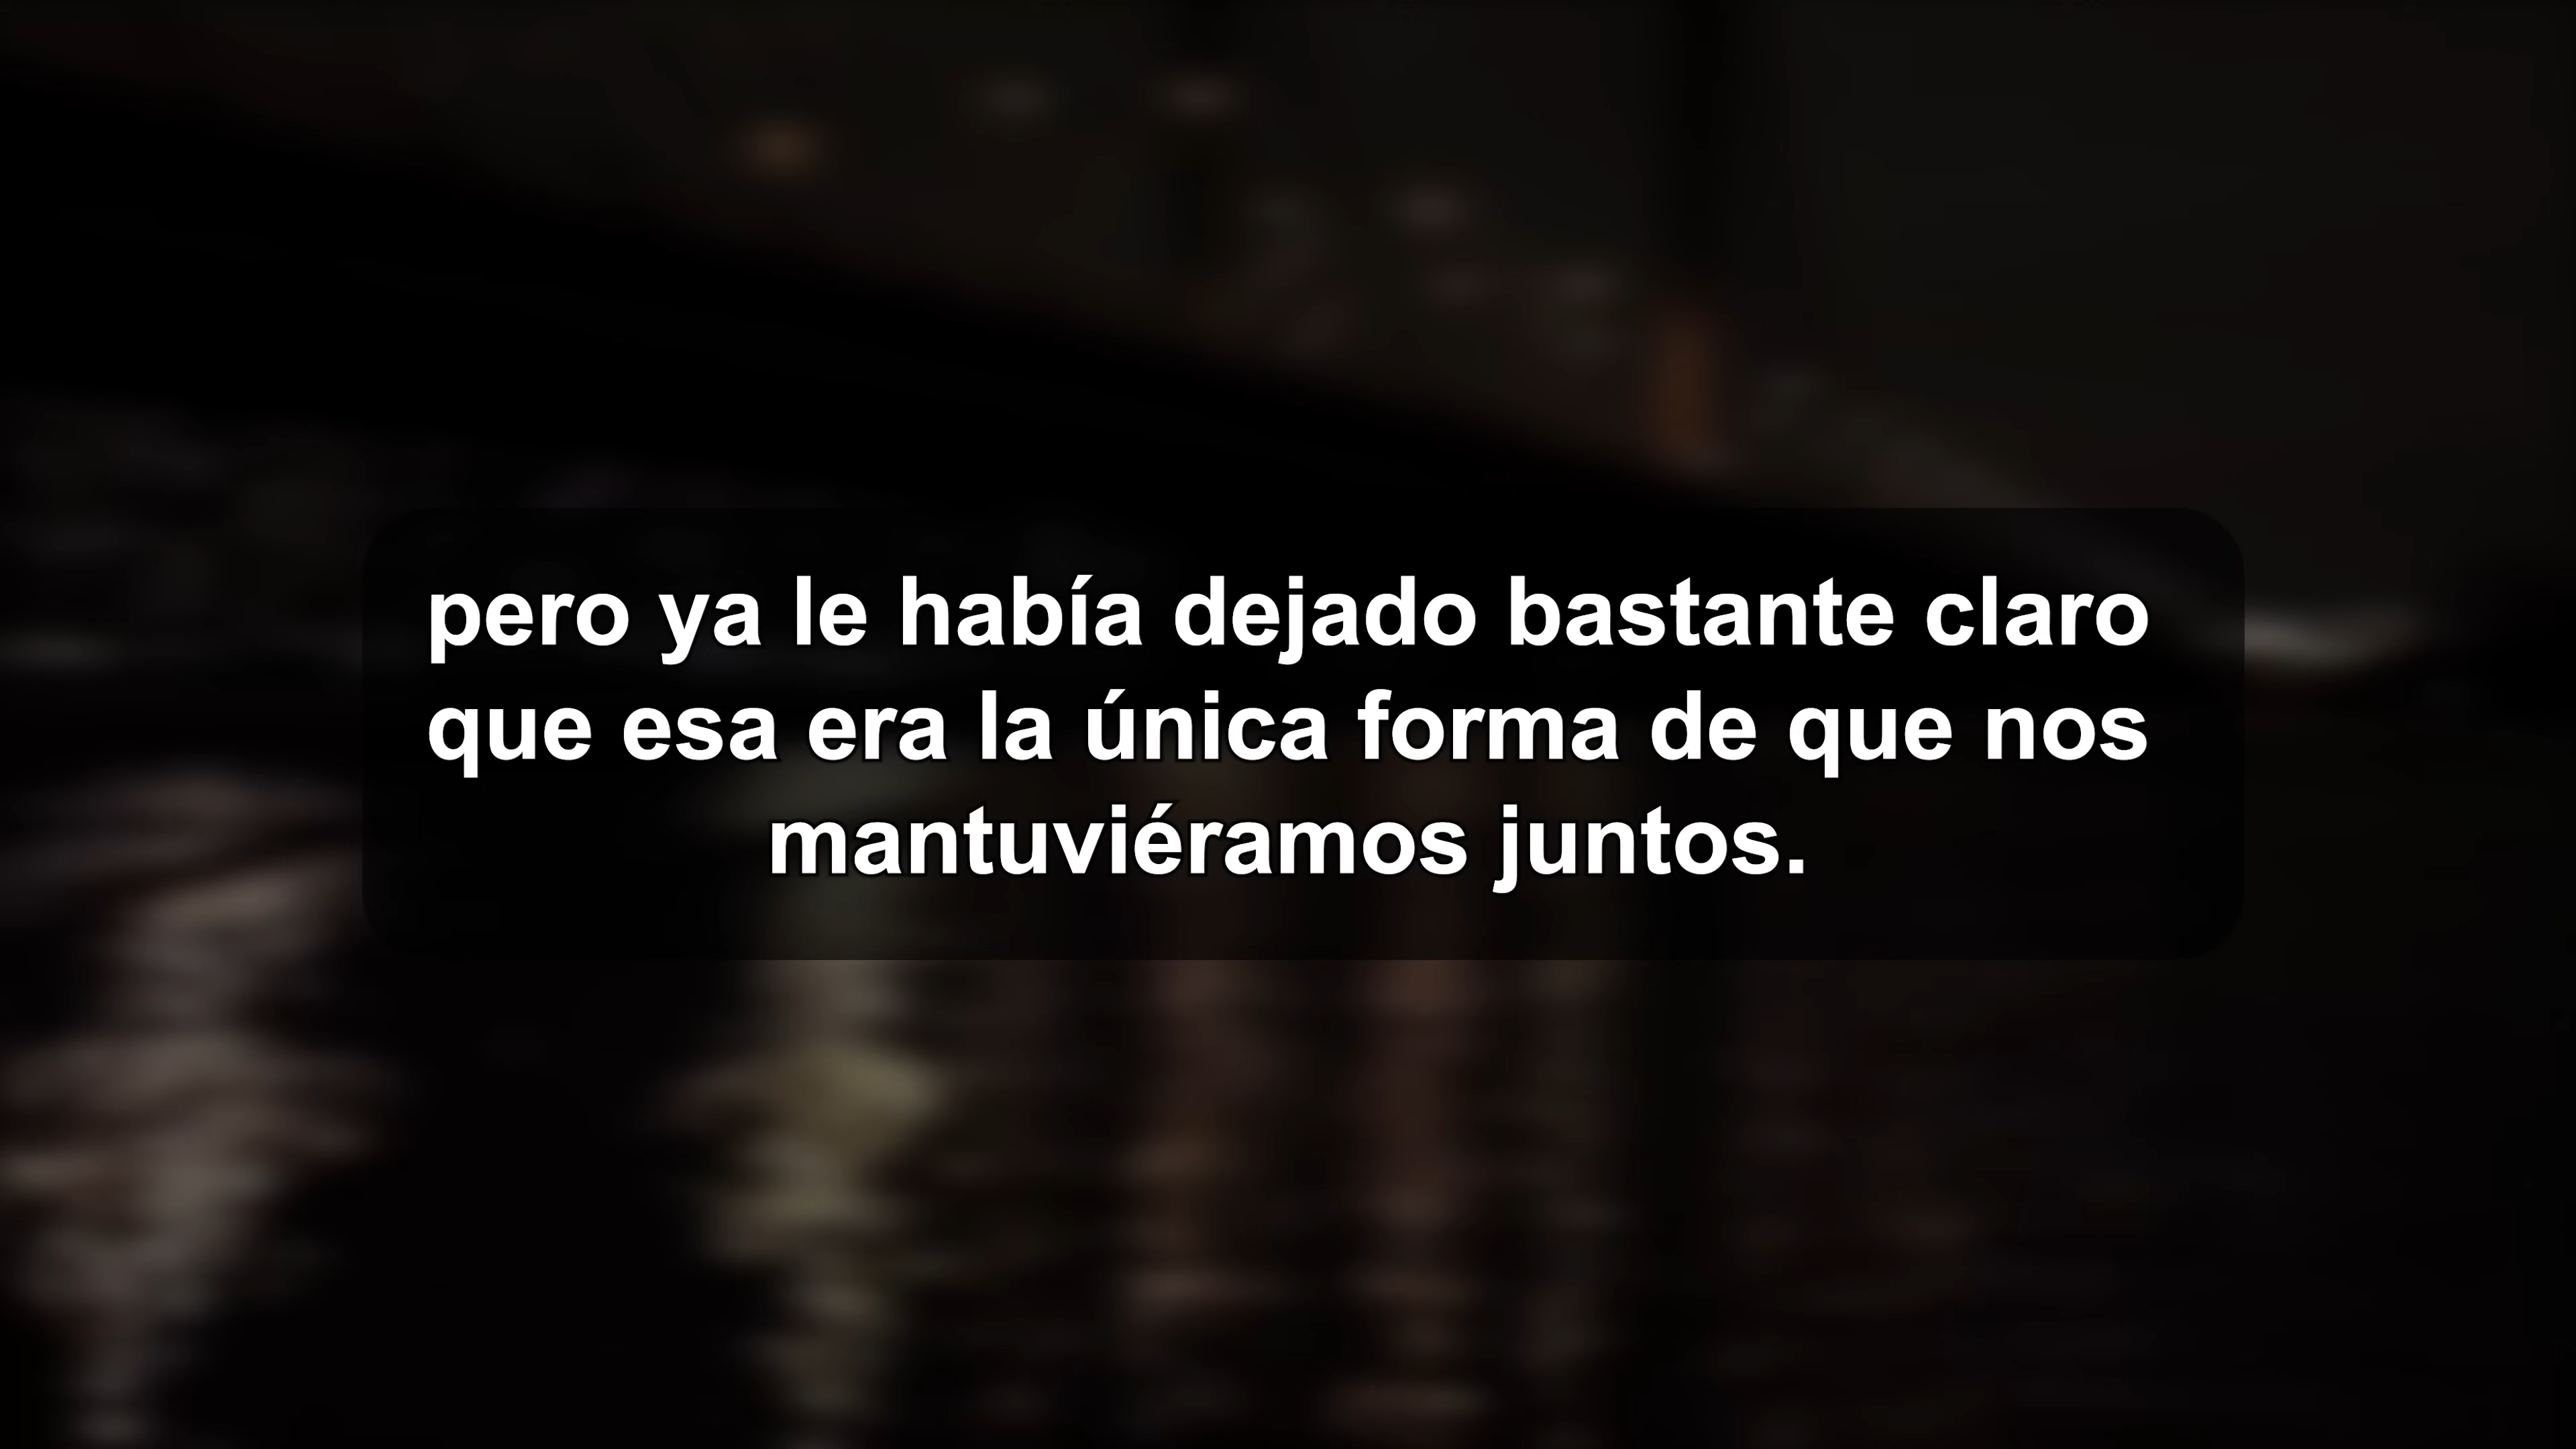 pero ya le había dejado bastante claro
que esa era la única forma de que nos
mantuviéramos juntos.